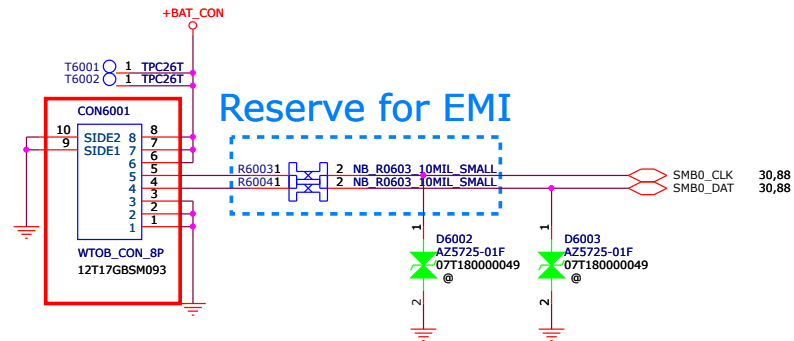 +BAT_CON
T6001 1 TPC26T
T6002 1 TPC26T
Reserve for EMI
CON6001
10 SIDE2 8 8
9 SIDE1 7 7
6 6
5 5
4 4
3 3
2 2
1 1
WTOB_CON_8P
12T17GBSM093
R6003 1 2 NB_R0603_10MIL_SMALL
R6004 1 2 NB_R0603_10MIL_SMALL
SMB0_CLK 30,88
SMB0_DAT 30,88
1
D6002
AZ5725-01F
07T180000049
@
2
1
D6003
AZ5725-01F
07T180000049
@
2